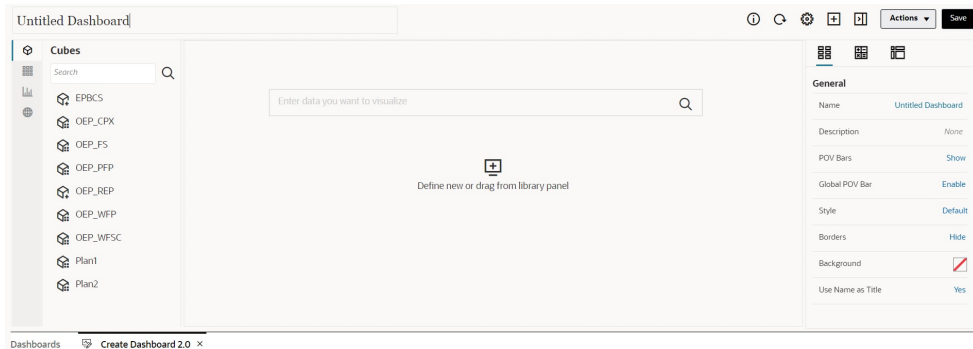 Untitled Dashboard
Actions
Save
Cubes
Search
EPBCS
OEP_CPX
OEP_FS
OEP_PFP
OEP_REP
OEP_WFP
OEP_WFSC
Plan1
Plan2
Enter data you want to visualize
Define new or drag from library panel
General
Name Untitled Dashboard
Description None
POV Bars Show
Global POV Bar Enable
Style Default
Borders Hide
Background
Use Name as Title Yes
Dashboards Create Dashboard 2.0 ×